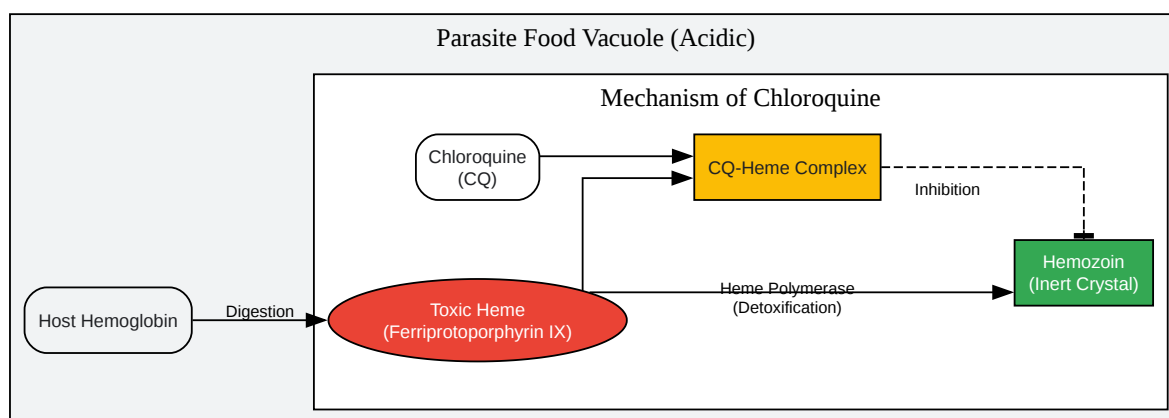 Parasite Food Vacuole (Acidic)
Mechanism of Chloroquine
Chloroquine
(CQ)
CQ-Heme Complex
Inhibition
Hemozoin
(Inert Crystal)
Heme Polymerase
(Detoxification)
Toxic Heme
(Ferriprotoporphyrin IX)
Digestion
Host Hemoglobin